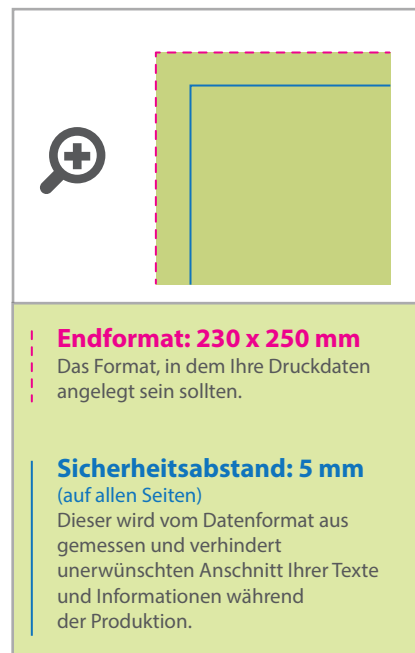 Endformat: 230 x 250 mm
Das Format, in dem Ihre Druckdaten
angelegt sein sollten.
Sicherheitsabstand: 5 mm
(auf allen Seiten)
Dieser wird vom Datenformat aus
gemessen und verhindert
unerwünschten Anschnitt Ihrer Texte
und Informationen während
der Produktion.